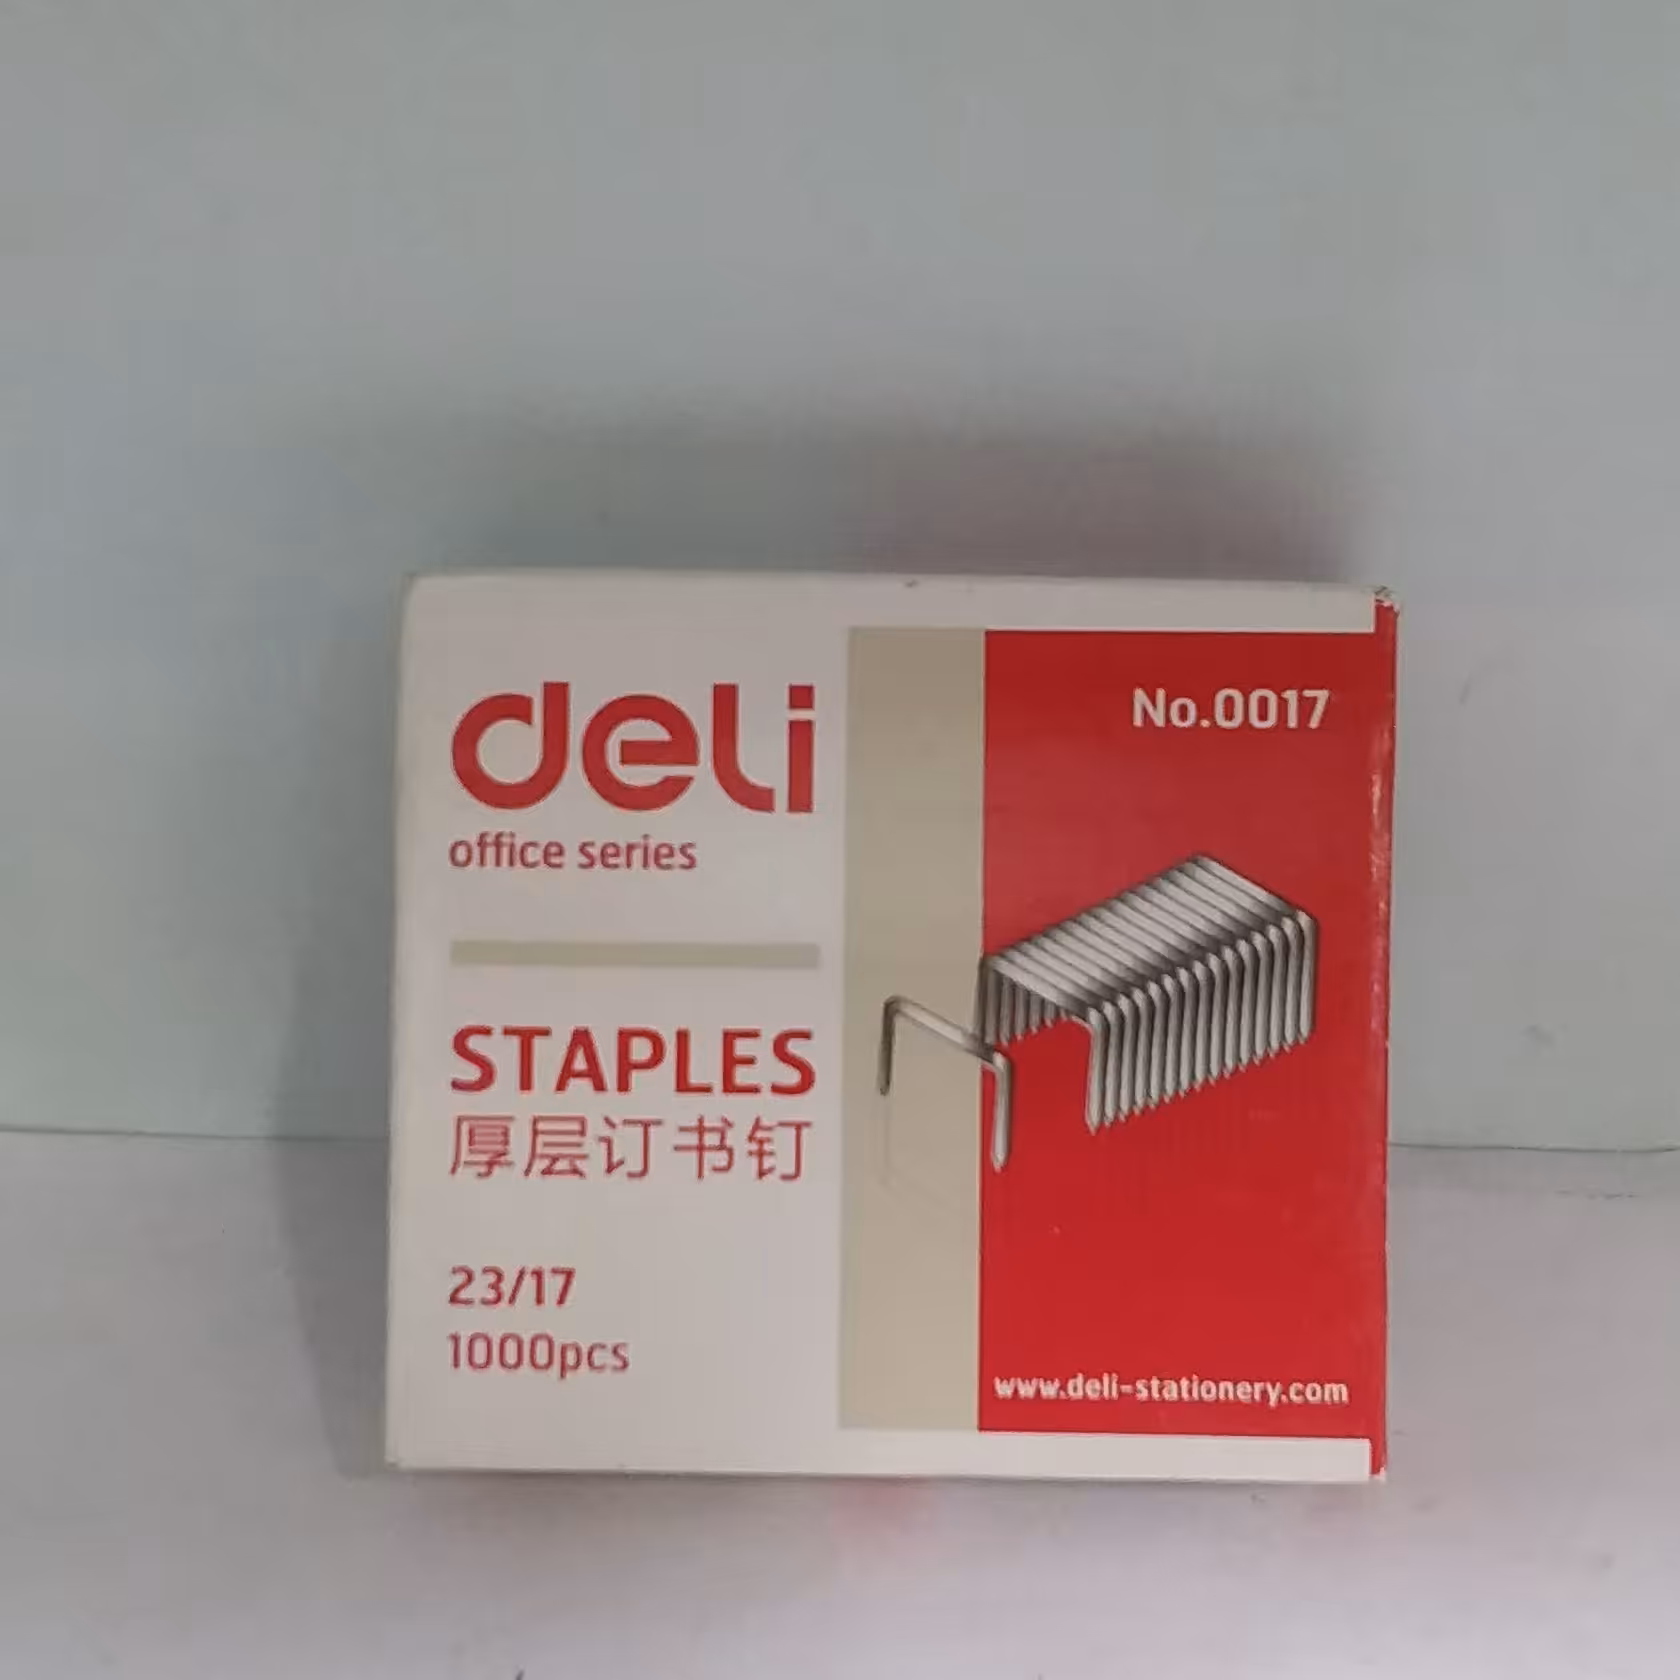 deli
office series
STAPLES
厚层订书钉
23/17
1000pcs
No.0017
www.deli-stationery.com